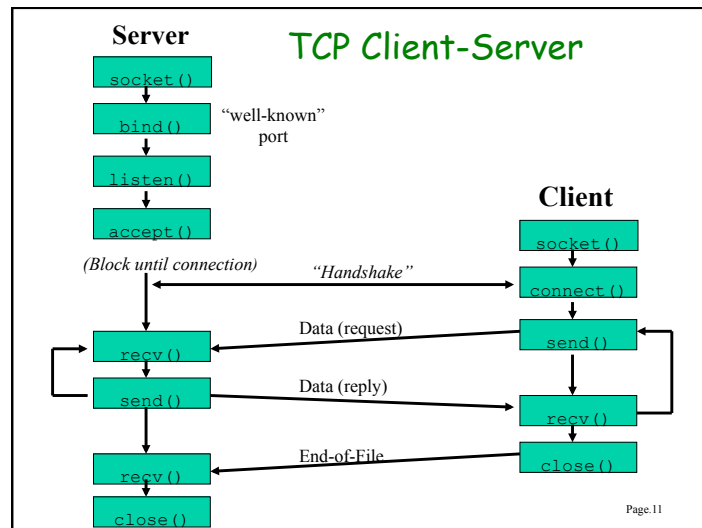 Server
TCP Client-Server
socket()
bind()
“well-known”
port
listen()
accept()
Client
socket()
(Block until connection)
“Handshake”
connect()
Data (request)
send()
recv()
Data (reply)
send()
recv()
End-of-File
close()
recv()
close()
Page.11